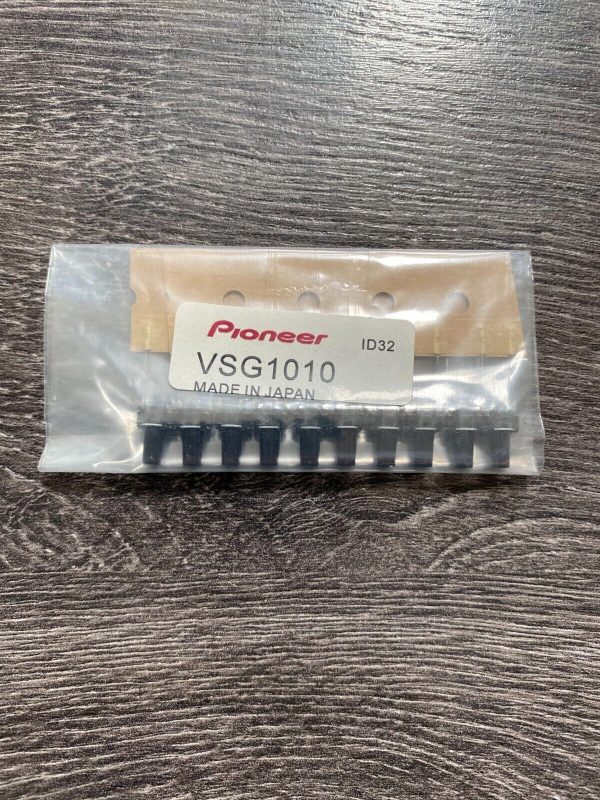 Pioneer
ID32
VSG1010
MADE IN JAPAN